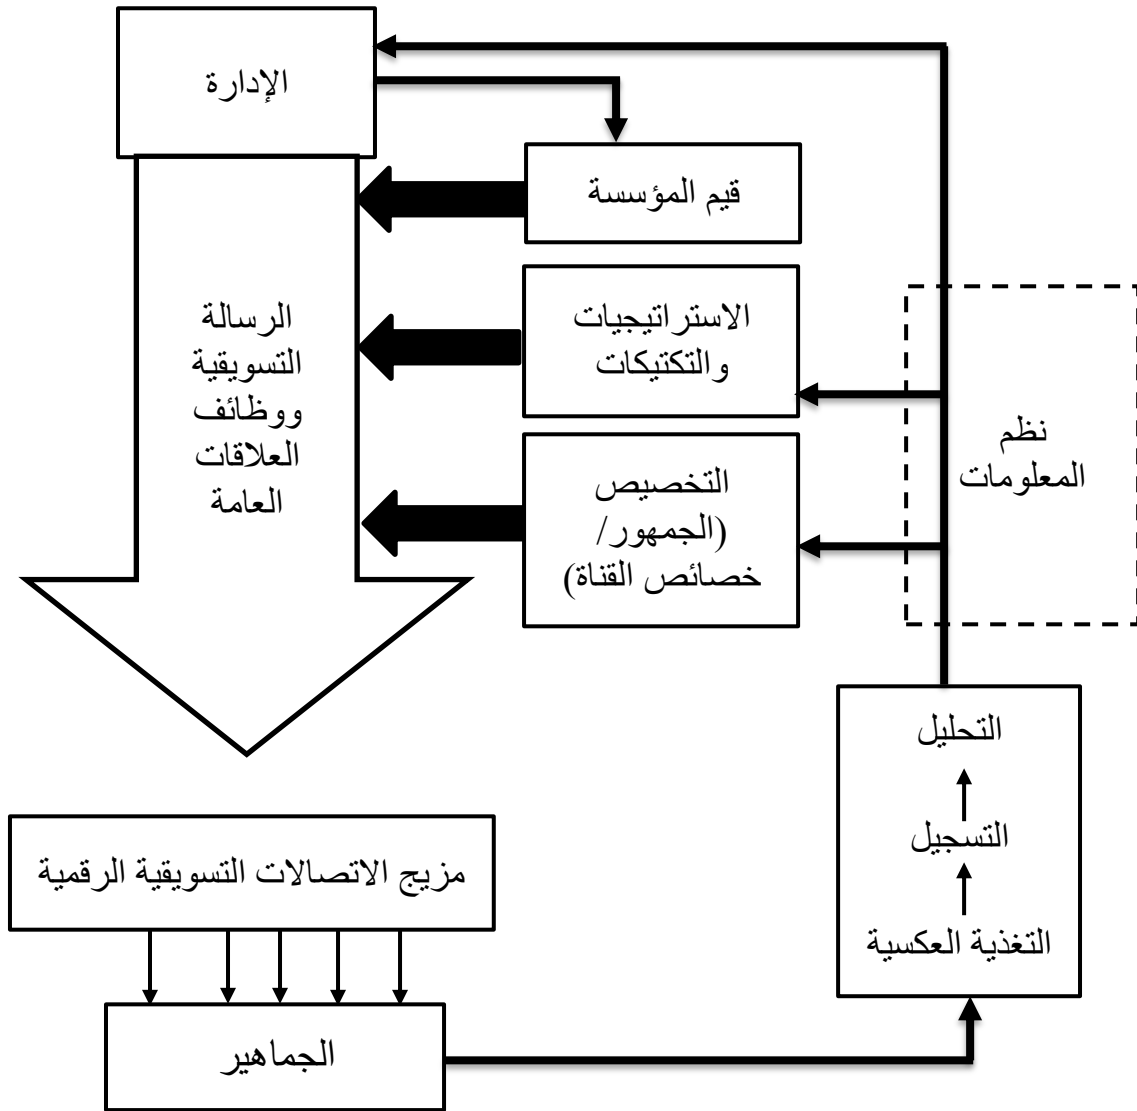 الإدارة
قيم المؤسسة
الاستراتيجيات
والتكتيكات
التخصيص
(الجمهور/
خصائص القناة)
الرسالة
التسويقية
ووظائف
العلاقات
العامة
نظم
المعلومات
التحليل
التسجيل
التغذية العكسية
مزيج الاتصالات التسويقية الرقمية
الجماهير